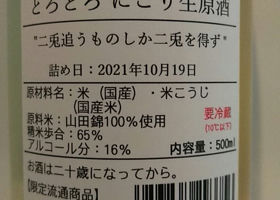 とろとろ にごり生原酒
"二兎追うものしか二兎を得ず"
詰め日：2021年10月19日
原材料名：米（国産）・米こうじ
（国産米）
原料米：山田錦100%使用
精米歩合：65%
アルコール分：16%
要冷蔵
(10℃以下)
内容量：500ml
お酒は二十歳になってから。
【限定流通商品】